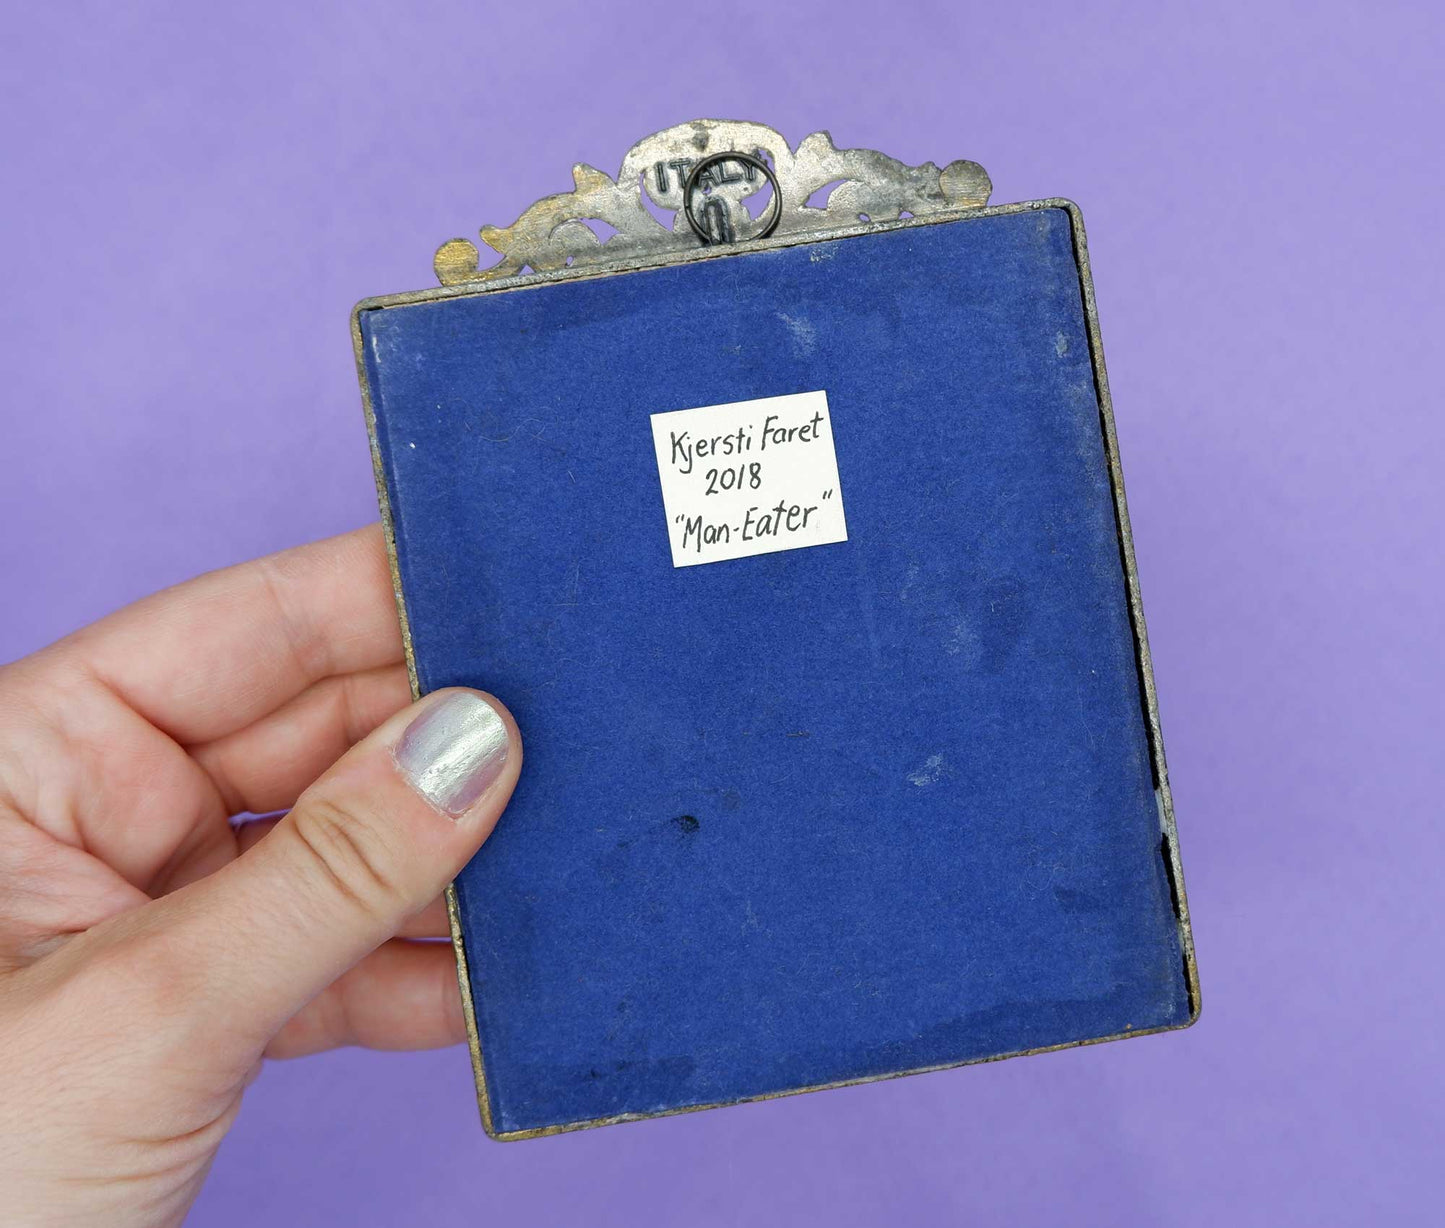 ITALY
Kjersti Faret
2018
"Man-Eater"